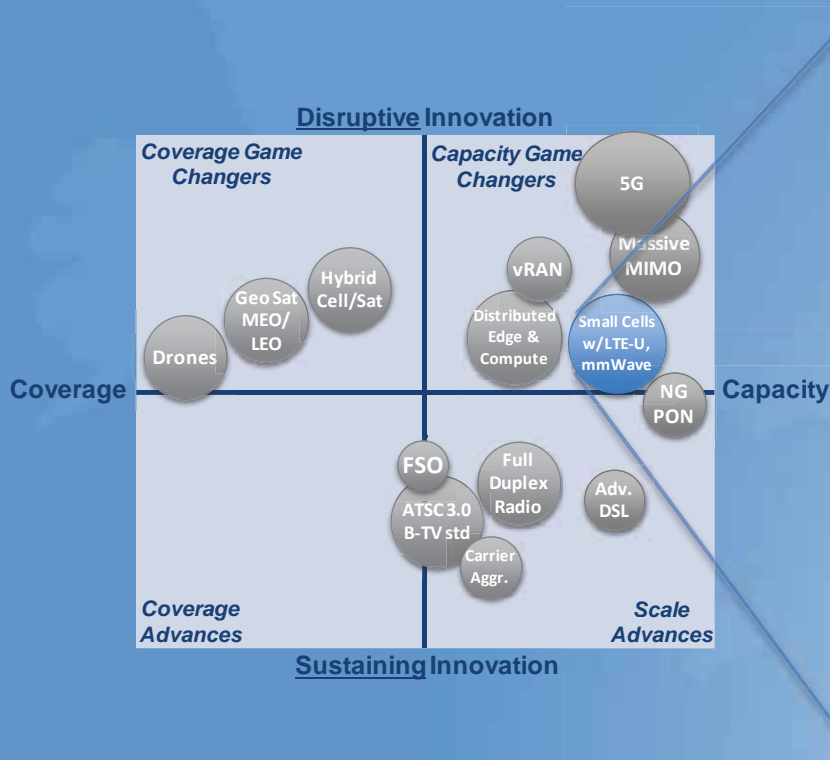 Disruptive Innovation
Coverage Game
Changers
Capacity Game
Changers
5G
Massive
MIMO
vRAN
Hybrid
Cell/Sat
Geo Sat
MEO/
LEO
Drones
Distributed
Edge &
Compute
Small Cells
w/LTE-U,
mmWave
Coverage
Capacity
NG
PON
FSO
Full
Duplex
Radio
Adv.
DSL
ATSC 3.0
B-TV std
Carrier
Aggr.
Coverage
Advances
Scale
Advances
Sustaining Innovation